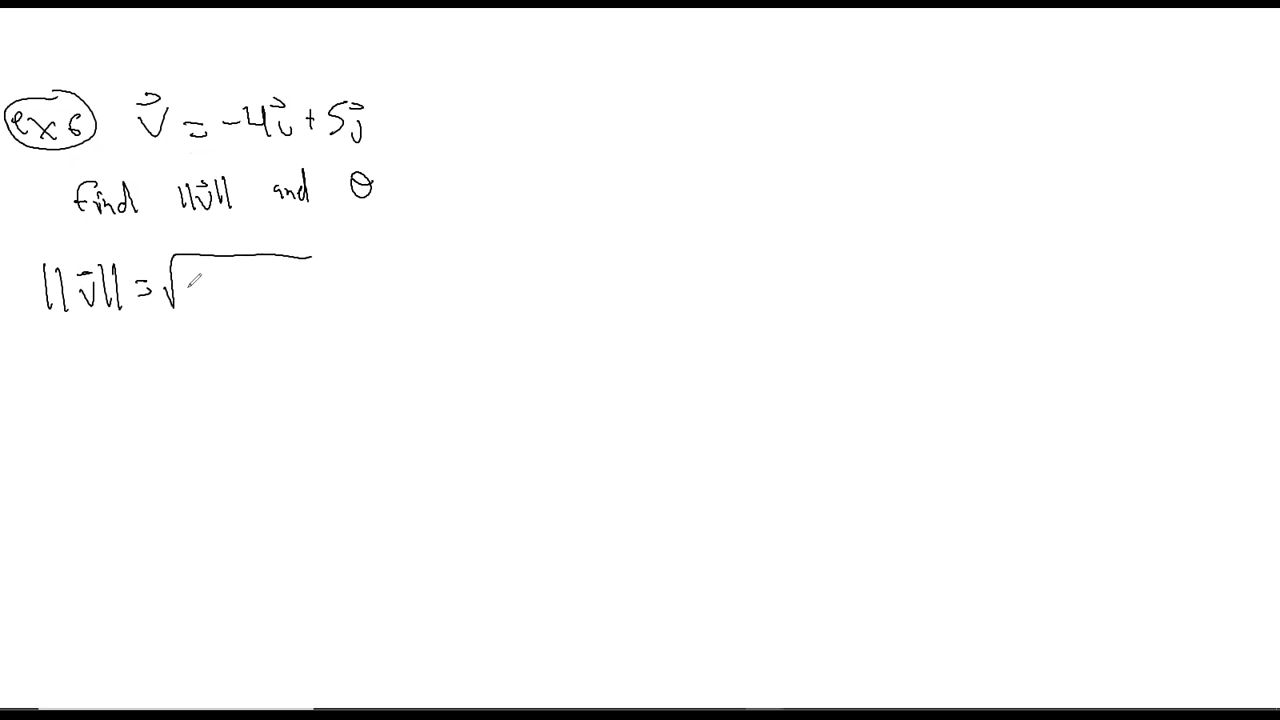 ex 6 v⃗ = -4i⃗ + 5j⃗
find ||v⃗|| and θ
||v⃗|| = √